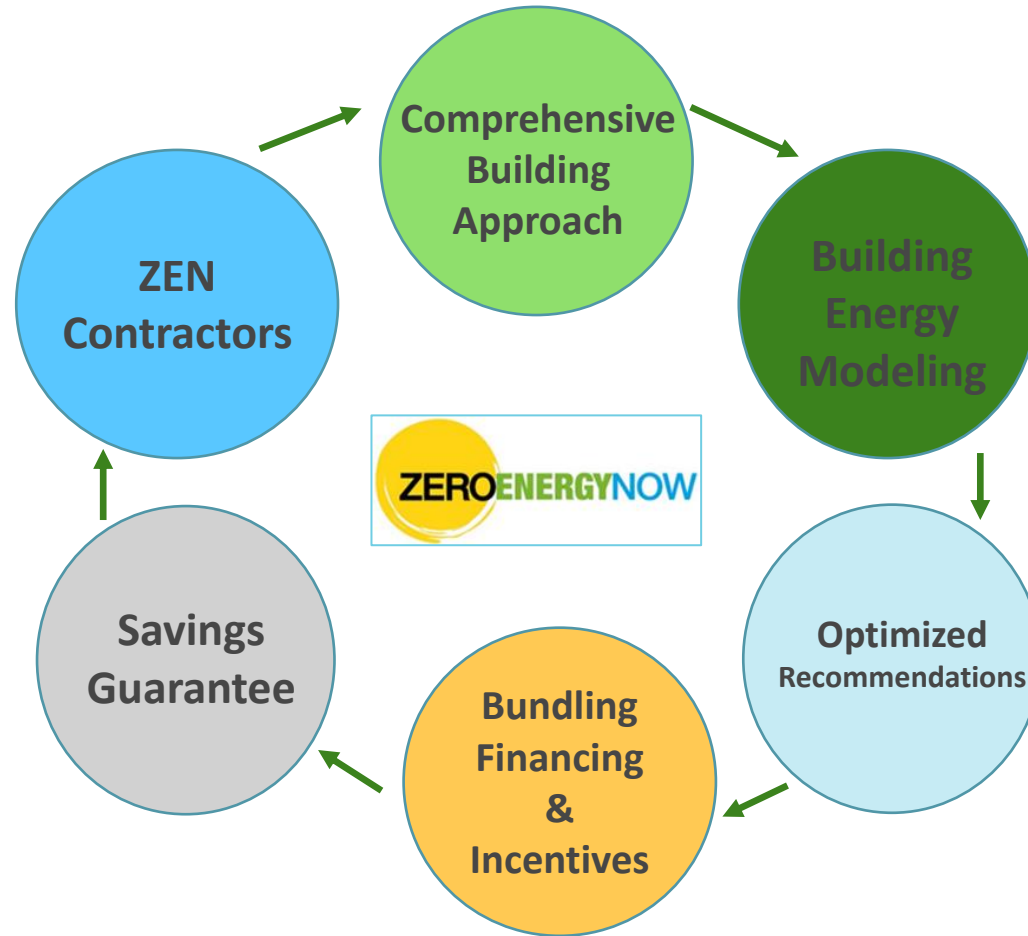 Comprehensive
Building
Approach
Building
Energy
Modeling
Optimized
Recommendations
Bundling
Financing
&
Incentives
Savings
Guarantee
ZEN
Contractors
ZEROENERGYNOW